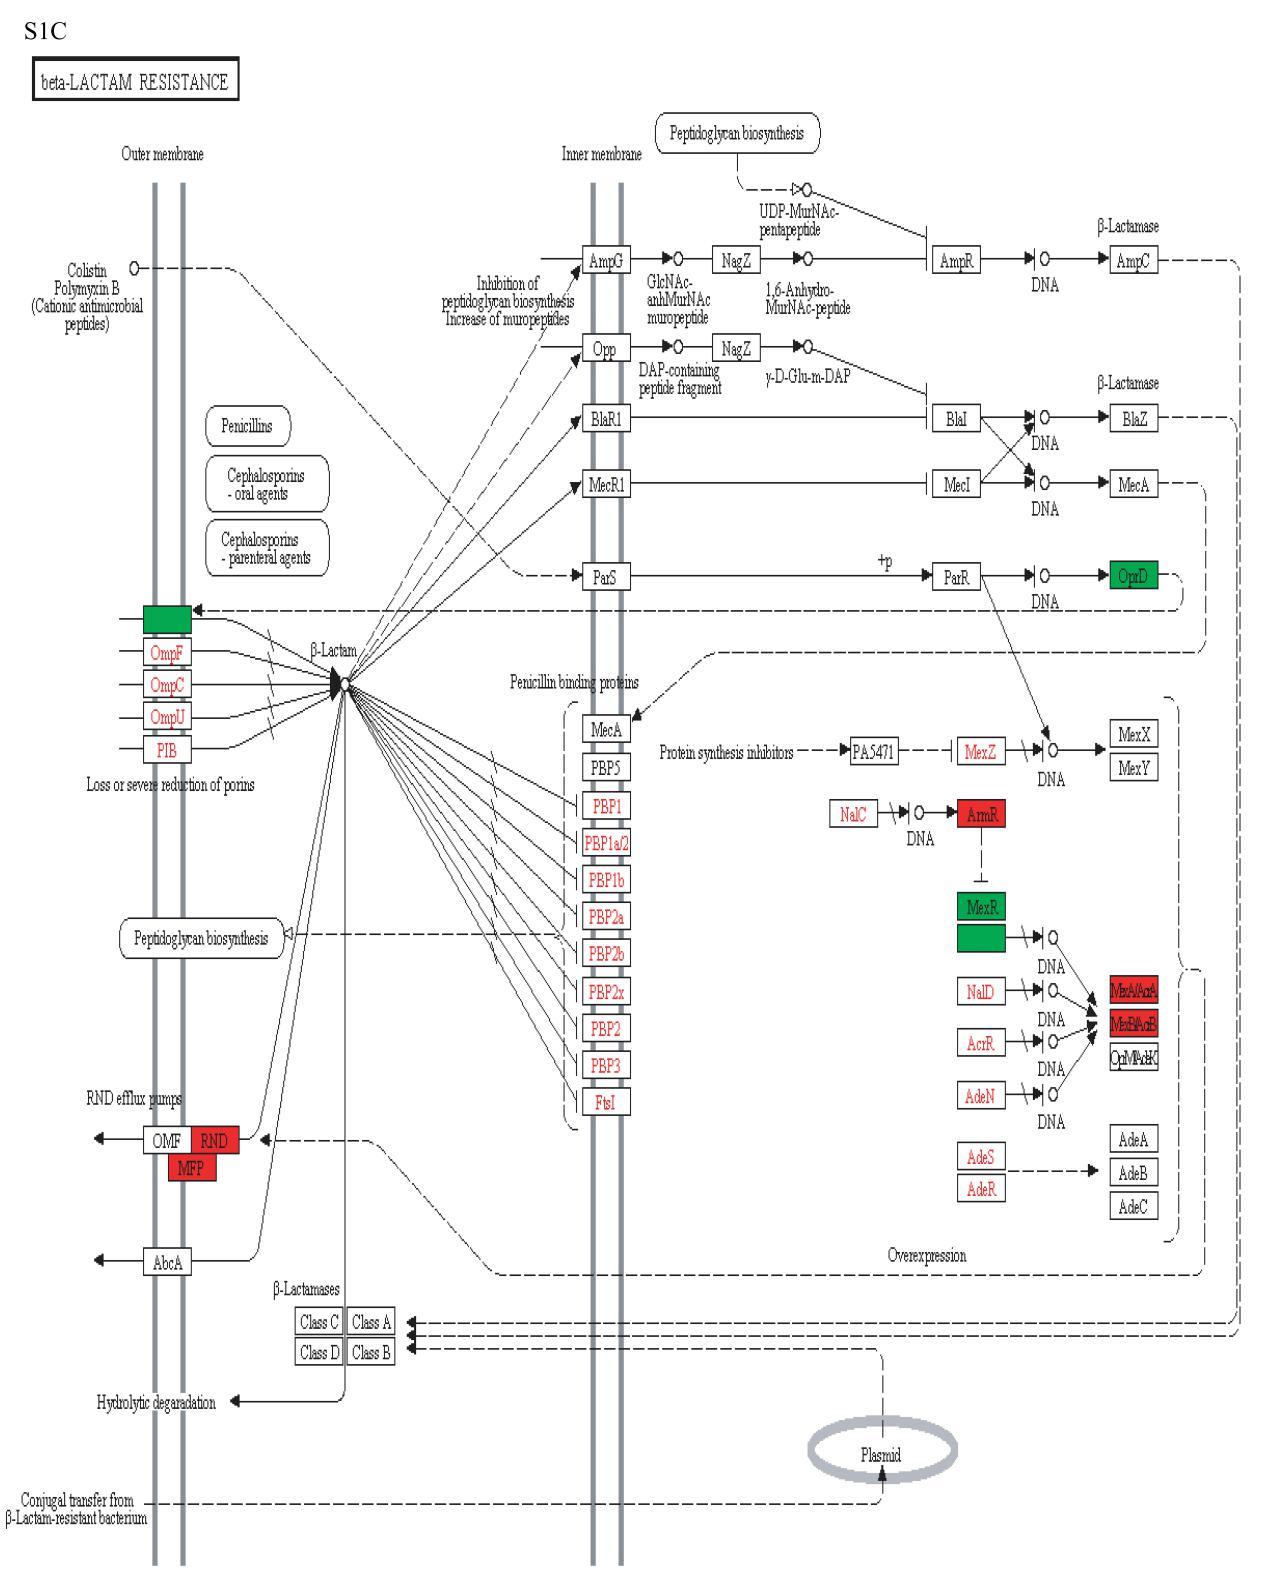 S1C
beta-LACTAM RESISTANCE
Peptidoglycan biosynthesis
Outer membrane
Inner membrane
UDP-MurNAc-
pentapeptide
β-Lactamase
AmpG
NagZ
AmpR
DNA
AmpC
Colistin
Polymyxin B
(Cationic antimicrobial
peptides)
Inhibition of
peptidoglycan biosynthesis
Increase of muropeptides
GlcNAc-
anhMurNAc
muropeptide
1,6-Anhydro-
MurNAc-peptide
Opp
NagZ
DAP-containing
peptide fragment
γ-D-Glu-m-DAP
β-Lactamase
Penicillins
BlaR1
BlaI
DNA
BlaZ
Cephalosporins
- oral agents
MecR1
MecI
DNA
MecA
Cephalosporins
- parenteral agents
ParS
+p
ParR
DNA
OprD
OmpF
OmpC
OmpU
PIB
Loss or severe reduction of porins
β-Lactam
Penicillin binding proteins
MecA
PBP5
PBP1
PBP1a/2
PBP1b
PBP2a
PBP2b
PBP2x
PBP2
PBP3
FtsI
Protein synthesis inhibitors
PA5471
MexZ
DNA
MexX
MexY
NalC
DNA
ArmR
MexR
DNA
NalD
DNA
AcrR
DNA
AdeN
DNA
MexA/AcrA
MexB/AcrB
OprM/AdeK
Peptidoglycan biosynthesis
RND efflux pumps
OMF
RND
MFP
AdeS
AdeR
AdeA
AdeB
AdeC
AbcA
Overexpression
β-Lactamases
Class C
Class A
Class D
Class B
Hydrolytic degaradation
Plasmid
Conjugal transfer from
β-Lactam-resistant bacterium